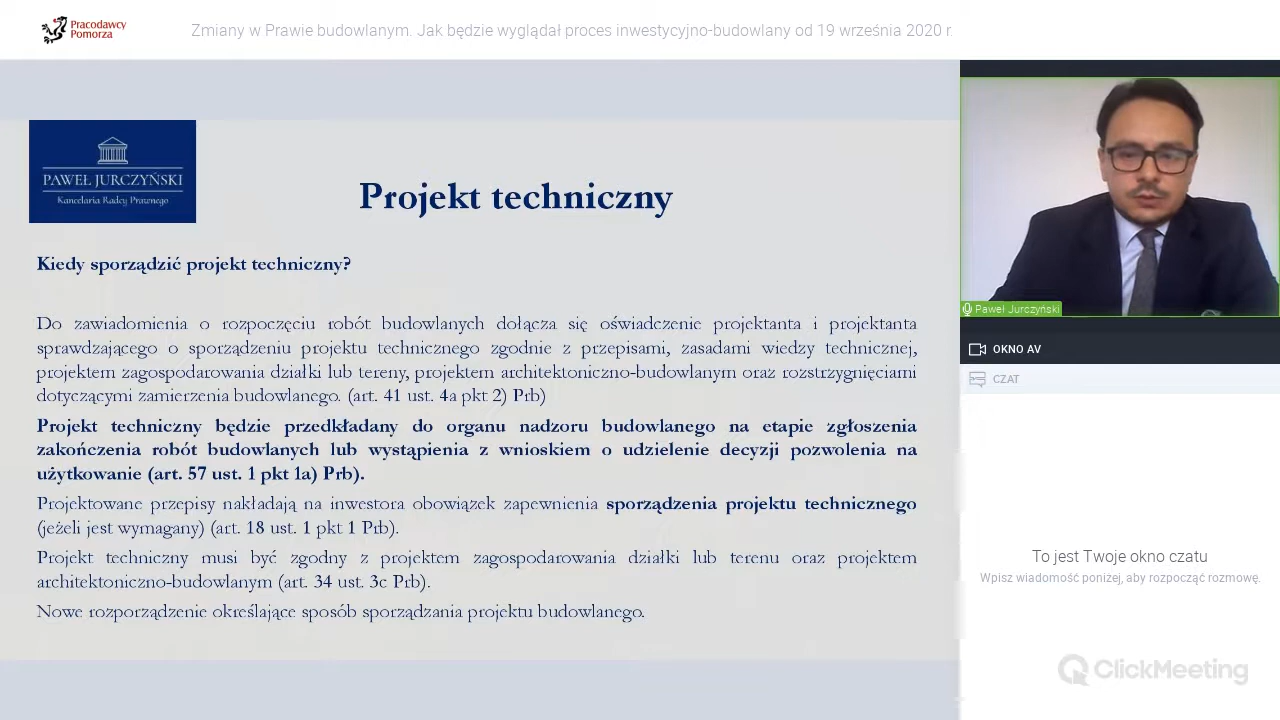 Pracodawcy
Pomorza
Zmiany w Prawie budowlanym. Jak będzie wyglądał proces inwestycyjno-budowlany od 19 września 2020 r.
PAWEŁ JURCZYŃSKI
Kancelaria Radcy Prawnego
Projekt techniczny
Kiedy sporządzić projekt techniczny?
Do zawiadomienia o rozpoczęciu robót budowlanych dołącza się oświadczenie projektanta i projektanta
sprawdzającego o sporządzeniu projektu technicznego zgodnie z przepisami, zasadami wiedzy technicznej,
projektem zagospodarowania działki lub tereny, projektem architektoniczno-budowlanym oraz rozstrzygnięciami
dotyczącymi zamierzenia budowlanego. (art. 41 ust. 4a pkt 2) Prb)
Projekt techniczny będzie przedkładany do organu nadzoru budowlanego na etapie zgłoszenia
zakończenia robót budowlanych lub wystąpienia z wnioskiem o udzielenie decyzji pozwolenia na
użytkowanie (art. 57 ust. 1 pkt 1a) Prb).
Projektowane przepisy nakładają na inwestora obowiązek zapewnienia sporządzenia projektu technicznego
(jeżeli jest wymagany) (art. 18 ust. 1 pkt 1 Prb).
Projekt techniczny musi być zgodny z projektem zagospodarowania działki lub terenu oraz projektem
architektoniczno-budowlanym (art. 34 ust. 3c Prb).
Nowe rozporządzenie określające sposób sporządzania projektu budowlanego.
Paweł Jurczyński
OKNO AV
CZAT
To jest Twoje okno czatu
Wpisz wiadomość poniżej, aby rozpocząć rozmowę.
ClickMeeting